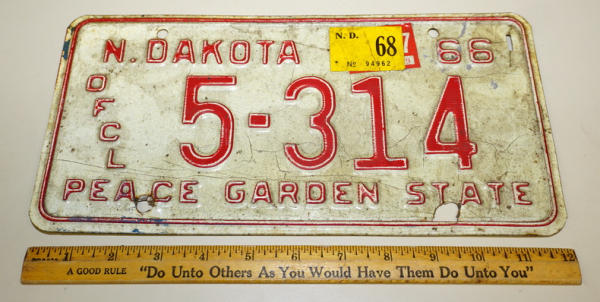 N. DAKOTA 66
N. D.
68
No 94962
7
OFCL
5-314
PEACE GARDEN STATE
1 2 3 4 5 6 7 8 9 10 11 12
A GOOD RULE "Do Unto Others As You Would Have Them Do Unto You"